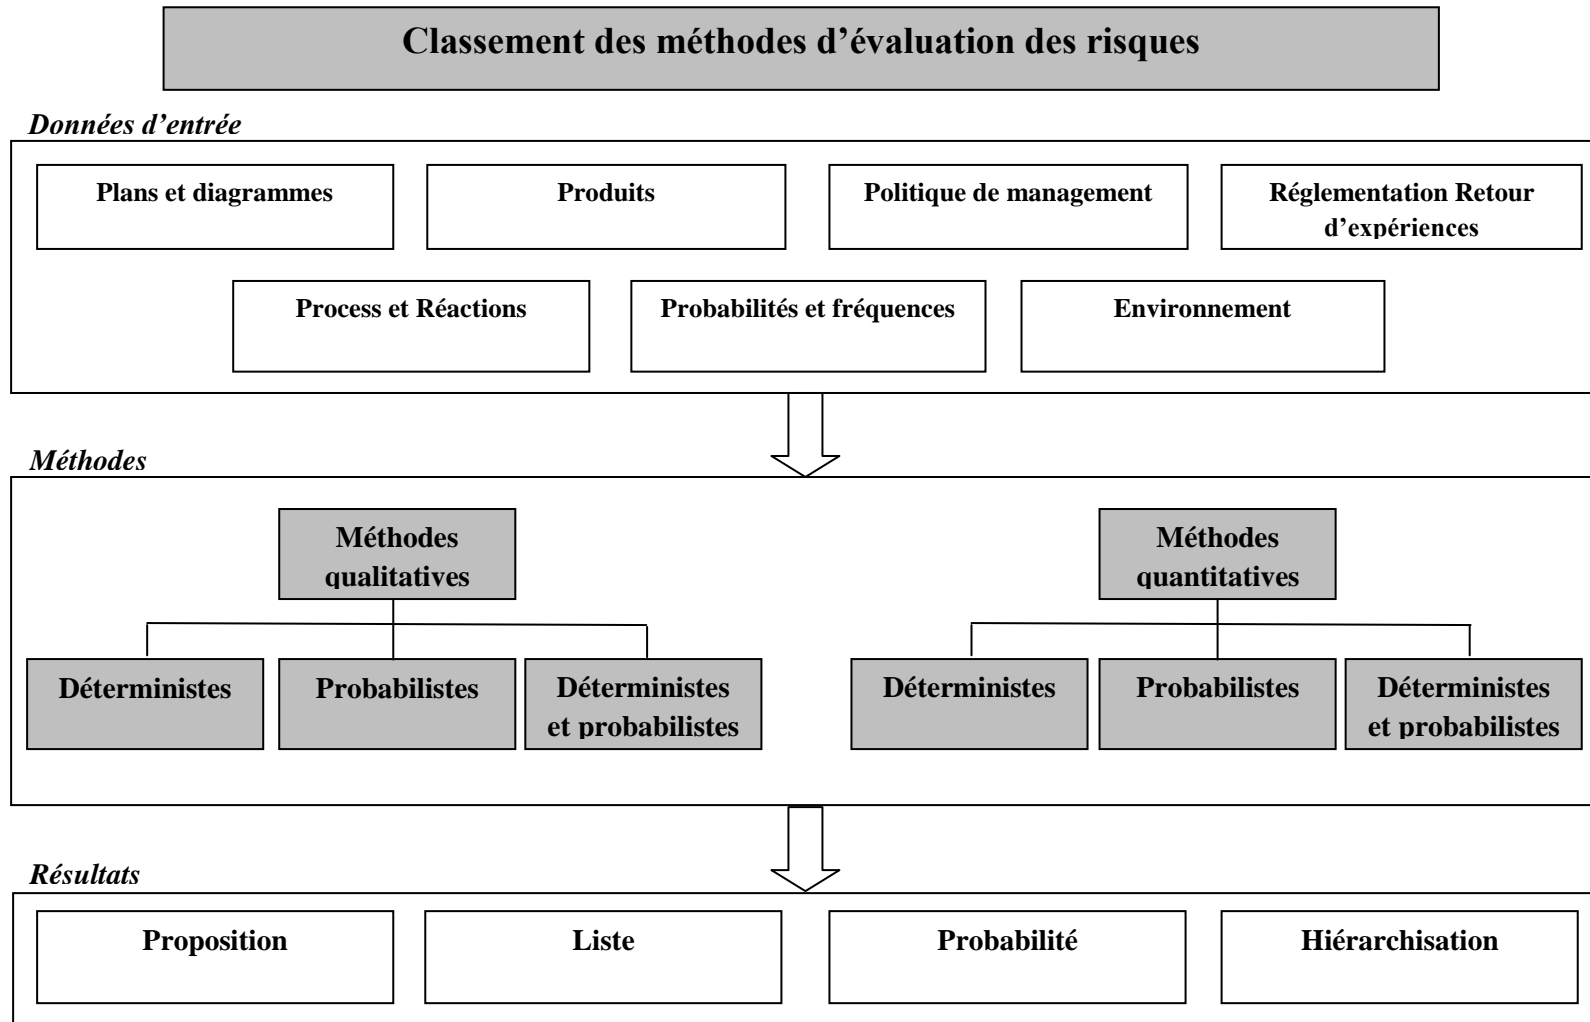 Classement des méthodes d’évaluation des risques
Données d’entrée
Plans et diagrammes
Produits
Politique de management
Réglementation Retour
d’expériences
Process et Réactions
Probabilités et fréquences
Environnement
Méthodes
Méthodes
qualitatives
Méthodes
quantitatives
Déterministes
Probabilistes
Déterministes
et probabilistes
Déterministes
Probabilistes
Déterministes
et probabilistes
Résultats
Proposition
Liste
Probabilité
Hiérarchisation